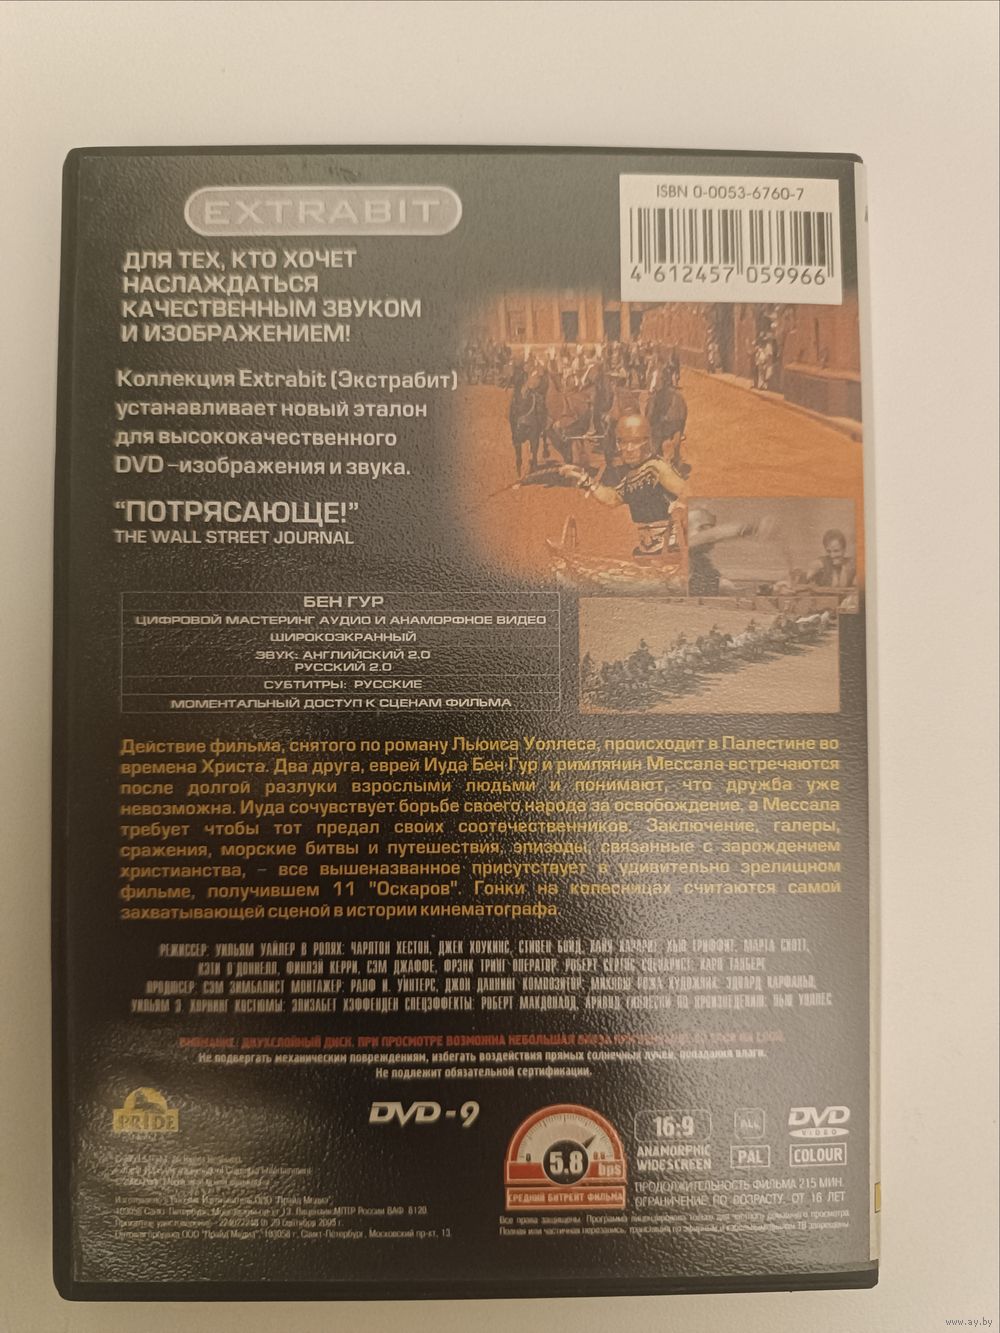 EXTRABIT
ISBN 0-0053-6760-7
4 612457 059966
ДЛЯ ТЕХ, КТО ХОЧЕТ
НАСЛАЖДАТЬСЯ
КАЧЕСТВЕННЫМ ЗВУКОМ
И ИЗОБРАЖЕНИЕМ!
Коллекция Extrabit (Экстрабит)
устанавливает новый эталон
для высококачественного
DVD –изображения и звука.
“ПОТРЯСАЮЩЕ!”
THE WALL STREET JOURNAL
БЕН ГУР
ЦИФРОВОЙ МАСТЕРИНГ АУДИО И АНАМОРФНОЕ ВИДЕО
ШИРОКОЭКРАННЫЙ
ЗВУК: АНГЛИЙСКИЙ 2.0
РУССКИЙ 2.0
СУБТИТРЫ: РУССКИЕ
МОМЕНТАЛЬНЫЙ ДОСТУП К СЦЕНАМ ФИЛЬМА
Действие фильма, снятого по роману Льюиса Уоллеса, происходит в Палестине во
времена Христа. Два друга, еврей Иуда Бен Гур и римлянин Мессала встречаются
после долгой разлуки взрослыми людьми и понимают, что дружба уже
невозможна. Иуда сочувствует борьбе своего народа за освобождение, а Мессала
требует чтобы тот предал своих соотечественников. Заключение, галеры,
сражения, морские битвы и путешествия, эпизоды, связанные с зарождением
христианства, – все вышеназванное присутствует в удивительно зрелищном
фильме, получившем 11 "Оскаров". Гонки на колесницах считаются самой
захватывающей сценой в истории кинематографа.
РЕЖИССЕР: УИЛЬЯМ УАЙЛЕР В РОЛЯХ: ЧАРЛТОН ХЕСТОН, ДЖЕК ХОУКИНС, СТИВЕН БОЙД, ХЬЮ ГРИФФИТ, МАРТА СКОТТ,
КЭТИ О'ДОННЕЛЛ, ФИНЛЭЙ КЕРРИ, СЭМ ДЖАФФЕ, ФРЭНК ТРИНГ ОПЕРАТОР: РОБЕРТ СЕРТИС СЦЕНАРИСТ: КАРЛ ТАНБЕРГ
ПРОДЮСЕР: СЭМ ЗИМБАЛИСТ МОНТАЖЕР: РАЛФ И. УИНТЕРС, ДЖОН ДАННИНГ КОМПОЗИТОР: МИКЛОШ РОЖА ХУДОЖНИК: ЭДВАРД КАРФАНЬО,
УИЛЬЯМ Э. ХОРНИНГ КОСТЮМЫ: ЭЛИЗАБЕТ ХЭФФЕНДЕН СПЕЦЭФФЕКТЫ: РОБЕРТ МАКДОНАЛД, ПО ПРОИЗВЕДЕНИЮ: ЛЬЮ УОЛЛЕС
ВНИМАНИЕ: ДВУХСЛОЙНЫЙ ДИСК. ПРИ ПРОСМОТРЕ ВОЗМОЖНА НЕБОЛЬШАЯ
Не подвергать механическим повреждениям, избегать воздействия прямых солнечных лучей, попадания влаги.
Не подлежит обязательной сертификации.
PRIDE
DVD-9
5.8 bps
СРЕДНИЙ БИТРЕЙТ ФИЛЬМА
16:9
ANAMORPHIC
WIDESCREEN
ALL
PAL
DVD
VIDEO
COLOUR
ПРОДОЛЖИТЕЛЬНОСТЬ ФИЛЬМА 215 МИН.
ОГРАНИЧЕНИЕ ПО ВОЗРАСТУ: ОТ 16 ЛЕТ
Все права защищены.
www.ay.by